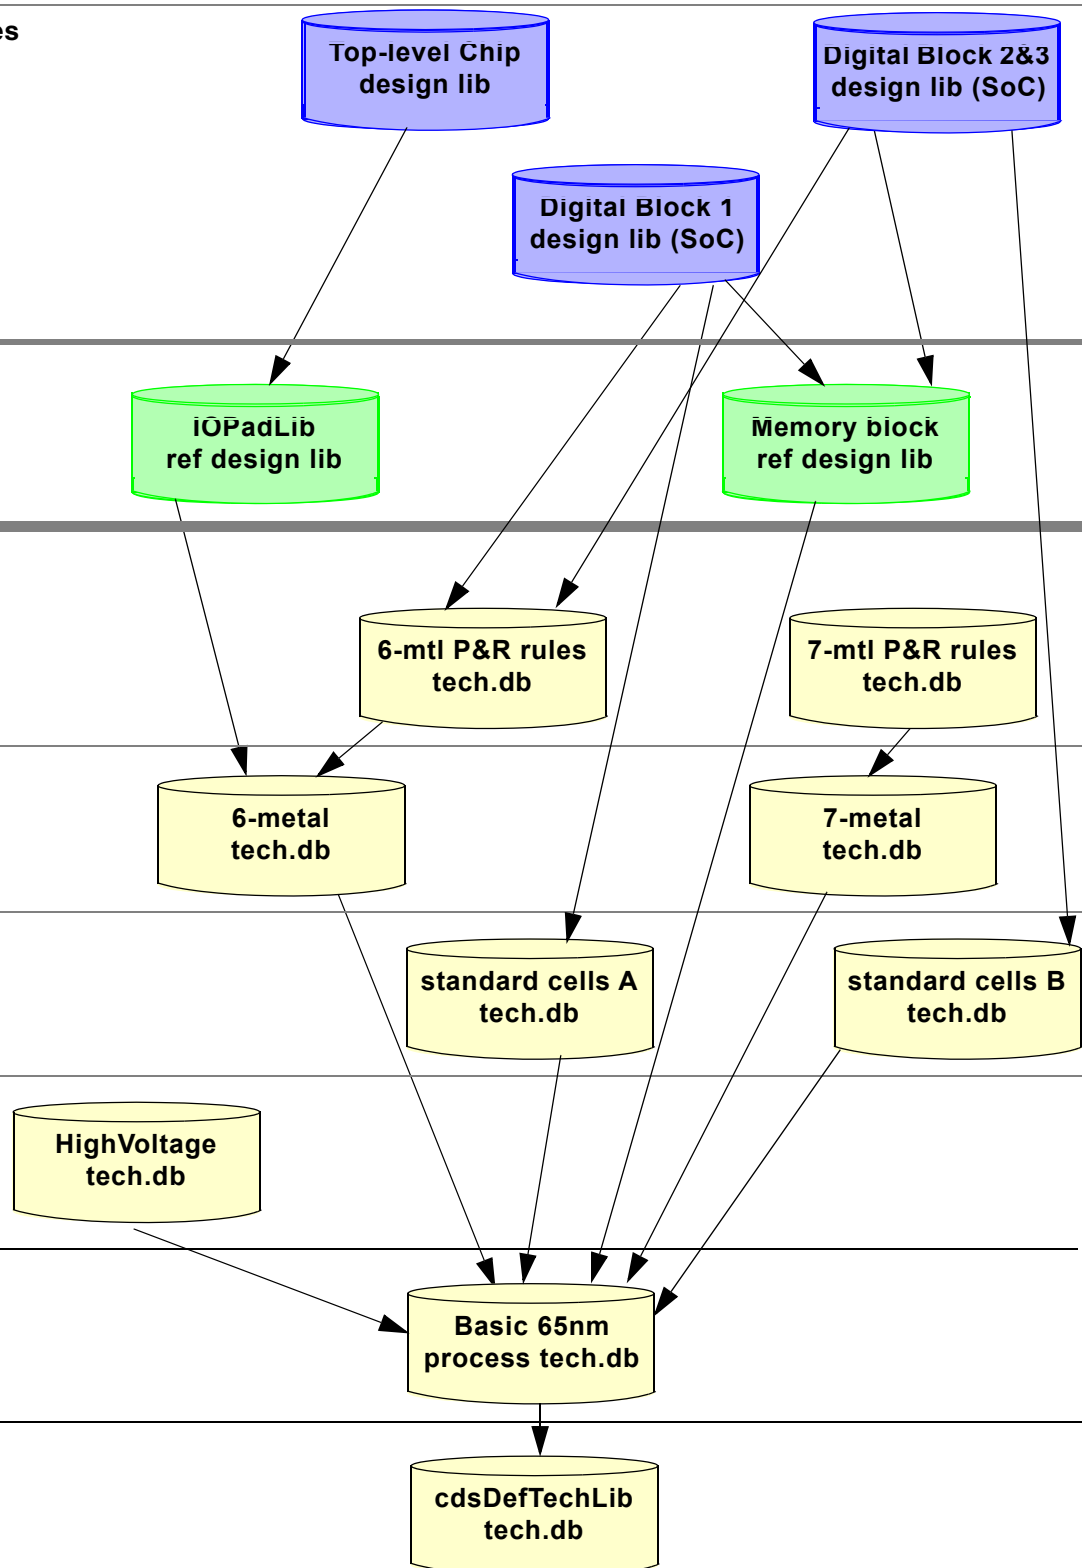 es
Top-level Chip
design lib
Digital Block 2&3
design lib (SoC)
Digital Block 1
design lib (SoC)
IOPadLib
ref design lib
Memory block
ref design lib
6-mtl P&R rules
tech.db
7-mtl P&R rules
tech.db
6-metal
tech.db
7-metal
tech.db
standard cells A
tech.db
standard cells B
tech.db
HighVoltage
tech.db
Basic 65nm
process tech.db
cdsDefTechLib
tech.db